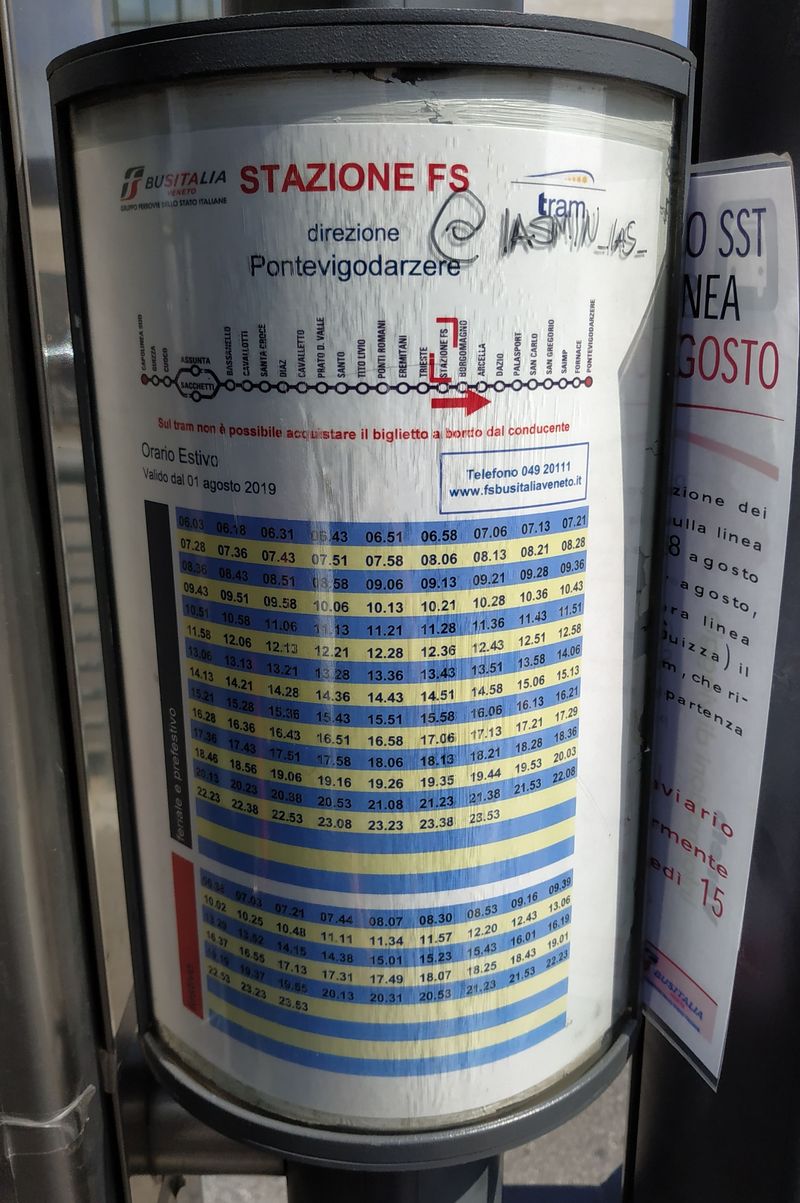 BUSITALIA
VENETO
GRUPPO FERROVIE DELLO STATO ITALIANE
STAZIONE FS
tram
@ IASMIN_IAS_
direzione
Pontevigodarzere
CAPOLINEA SUD
GUIZZA
CUOCO
ASSUNTA
SACCHETTI
BASSANELLO
CAVALLOTTI
SANTA CROCE
DIAZ
CAVALLETTO
PRATO D. VALLE
SANTO
TITO LIVIO
PONTI ROMANI
EREMITANI
TRIESTE
STAZIONE FS
BORGOMAGNO
ARCELLA
DAZIO
PALASPORT
SAN CARLO
SAN GREGORIO
SAIMP
FORNACE
PONTEVIGODARZERE
Sul tram non è possibile acquistare il biglietto a bordo dal conducente
Orario Estivo
Valido dal 01 agosto 2019
Telefono 049 20111
www.fsbusitaliaveneto.it
feriale e prefestivo
06.03 06.18 06.31 06.43 06.51 06.58 07.06 07.13 07.21
07.28 07.36 07.43 07.51 07.58 08.06 08.13 08.21 08.28
08.36 08.43 08.51 08.58 09.06 09.13 09.21 09.28 09.36
09.43 09.51 09.58 10.06 10.13 10.21 10.28 10.36 10.43
10.51 10.58 11.06 11.13 11.21 11.28 11.36 11.43 11.51
11.58 12.06 12.13 12.21 12.28 12.36 12.43 12.51 12.58
13.06 13.13 13.21 13.28 13.36 13.43 13.51 13.58 14.06
14.13 14.21 14.28 14.36 14.43 14.51 14.58 15.06 15.13
15.21 15.28 15.36 15.43 15.51 15.58 16.06 16.13 16.21
16.28 16.36 16.43 16.51 16.58 17.06 17.13 17.21 17.29
17.36 17.43 17.51 17.58 18.06 18.13 18.21 18.28 18.36
18.46 18.56 19.06 19.16 19.26 19.35 19.44 19.53 20.03
20.13 20.23 20.38 20.53 21.08 21.23 21.38 21.53 22.08
22.23 22.38 22.53 23.08 23.23 23.38 23.53
festivo
07.03 07.21 07.44 08.07 08.30 08.53 09.16 09.39
10.02 10.25 10.48 11.11 11.34 11.57 12.20 12.43 13.06
13.29 13.52 14.15 14.38 15.01 15.23 15.43 16.01 16.19
16.37 16.55 17.13 17.31 17.49 18.07 18.25 18.43 19.01
19.19 19.37 19.55 20.13 20.31 20.53 21.23 21.53 22.23
22.53 23.23 23.53
O SST
NEA
GOSTO
zione dei
ulla linea
8 agosto
agosto,
ra linea
Guizza) il
m, che ri-
partenza
viario
rmente
edì 15
BUSITALIA